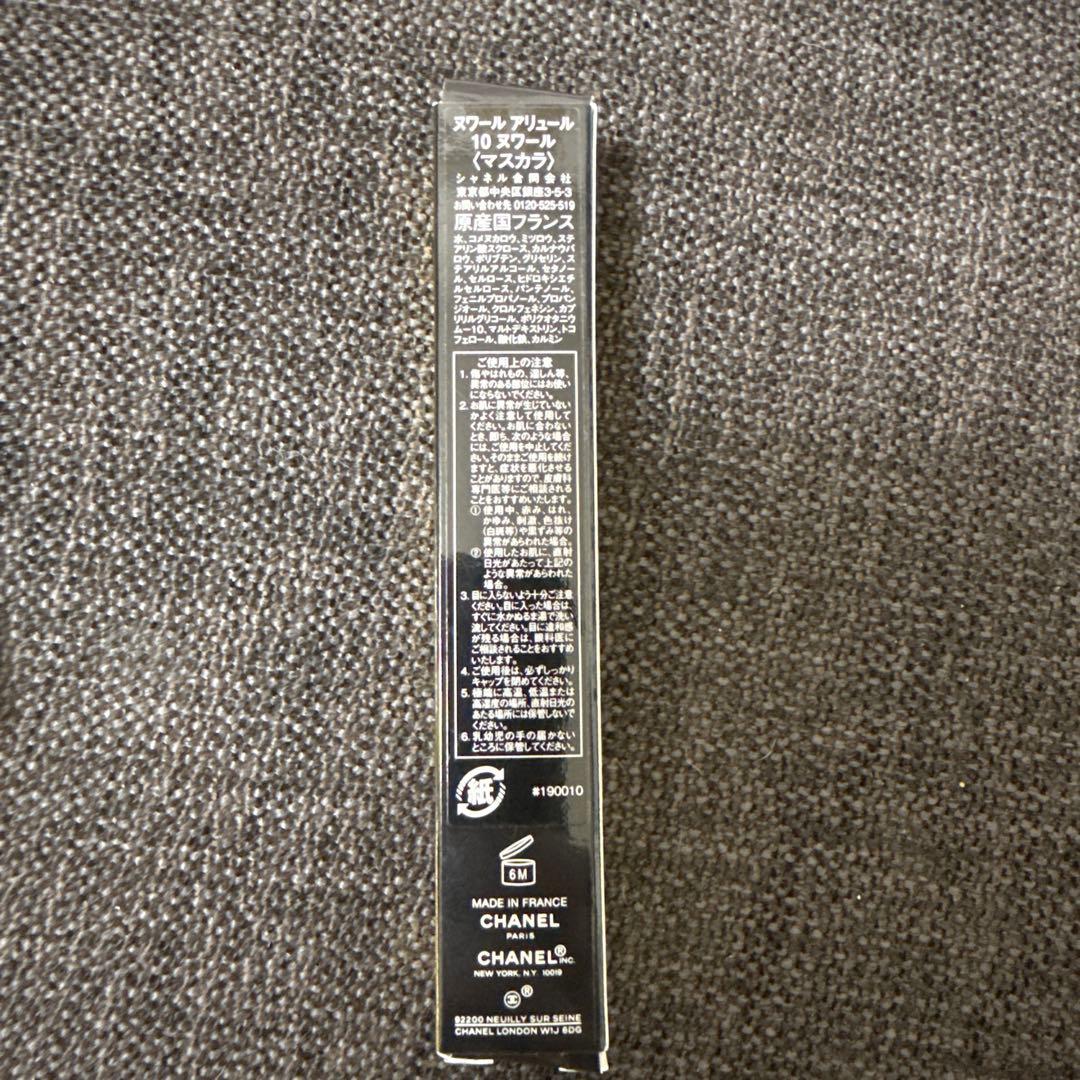 ヌワール アリュール
10 ヌワール
〈マスカラ〉
シャネル合同会社
東京都中央区銀座3-5-3
お問い合わせ先 0120-525-519
原産国フランス
水、コメヌカロウ、ミツロウ、ステ
アリン酸スクロース、カルナウバ
ロウ、ポリブテン、グリセリン、ス
テアリルアルコール、セタノー
ル、セルロース、ヒドロキシエチ
ルセルロース、パンテノール、
フェニルプロパノール、プロパン
ジオール、クロルフェネシン、カプ
リリルグリコール、ポリクオタニウ
ム-10、マルトデキストリン、トコ
フェロール、酸化鉄、カルミン
ご使用上の注意
1. 傷やはれもの、湿しん等、
異常のある部位にはお使い
にならないでください。
2. お肌に異常が生じていない
かよく注意して使用して
ください。お肌に合わない
とき、即ち、次のような場合
には、ご使用を中止してくだ
さい。そのままご使用を続け
ますと、症状を悪化させる
ことがありますので、皮膚科
専門医等にご相談される
ことをおすすめいたします。
① 使用中、赤み、はれ、
かゆみ、刺激、色抜け
(白斑等)や黒ずみ等の
異常があらわれた場合。
② 使用したお肌に、直射
日光があたって上記の
ような異常があらわれた
場合。
3. 目に入らないよう十分ご注意
ください。目に入った場合は、
すぐに水かぬるま湯で洗い
流してください。目に違和感
が残る場合は、眼科医に
ご相談されることをおすすめ
いたします。
4. ご使用後は、必ずしっかり
キャップを閉めてください。
5. 極端に高温、低温または
高湿度の場所、直射日光の
あたる場所には保管しないで
ください。
6. 乳幼児の手の届かない
ところに保管してください。
紙
#190010
6M
MADE IN FRANCE
CHANEL
PARIS
CHANEL® INC.
NEW YORK, N.Y. 10019
®
92200 NEUILLY SUR SEINE
CHANEL LONDON W1J 6DG